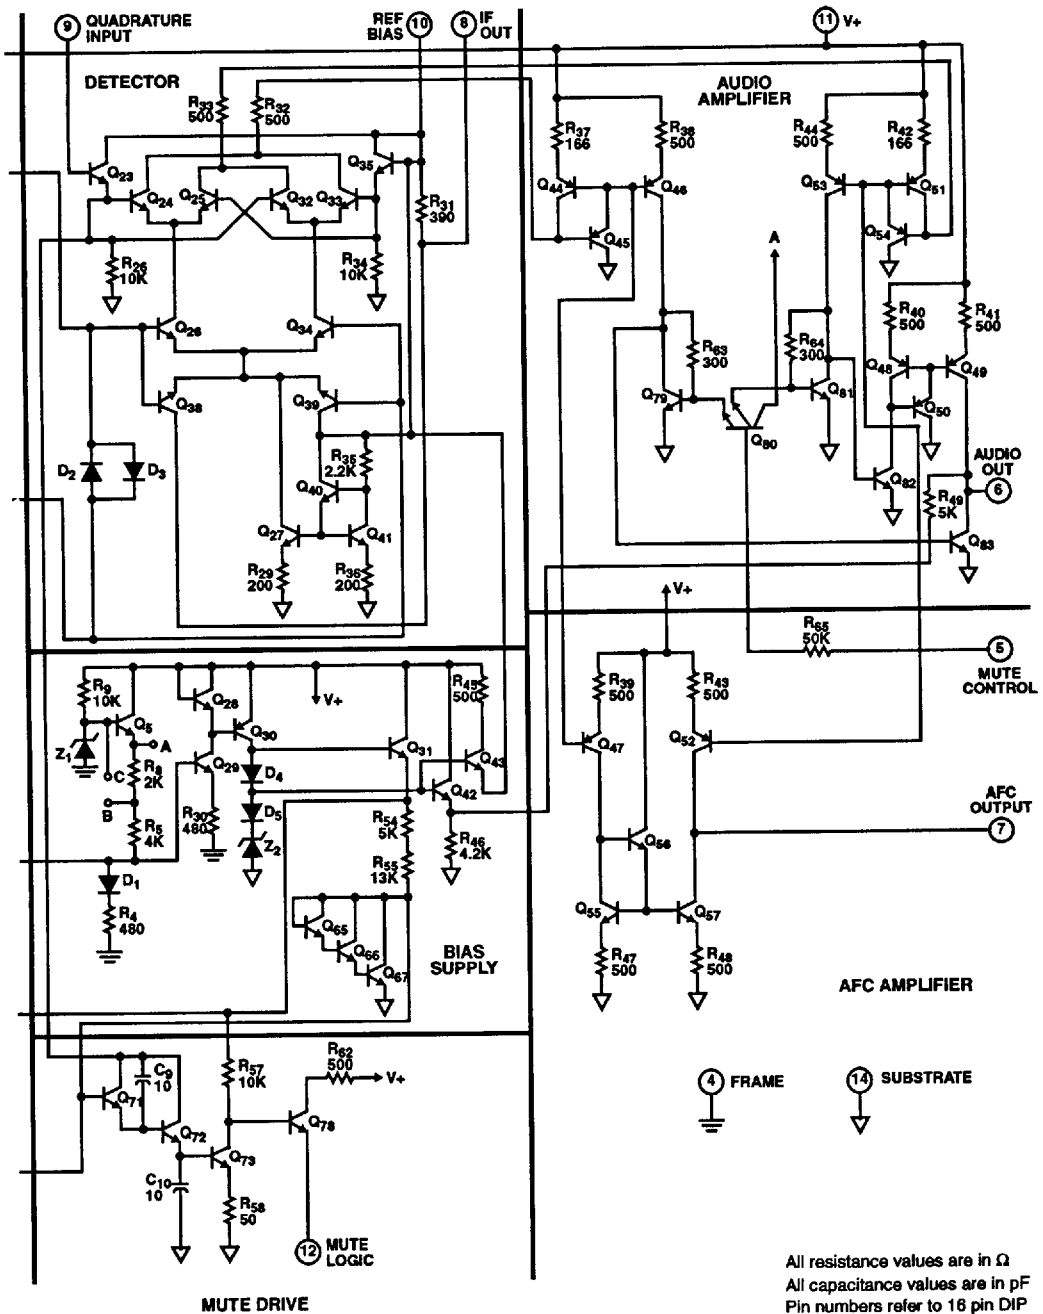 9 QUADRATURE INPUT
REF BIAS 10
8 IF OUT
11 V+
DETECTOR
AUDIO AMPLIFIER
R33 500
R32 500
R37 166
R38 500
R44 500
R42 166
Q23
Q24
Q25
Q32
Q33
Q35
R31 390
Q44
Q46
Q45
Q53
Q51
Q54
A
R26 10K
R34 10K
Q26
Q34
R40 500
R41 500
R63 300
R64 300
Q38
Q39
Q79
Q80
Q81
Q48
Q49
Q50
D2
D3
R35 2.2K
Q40
Q82
AUDIO OUT
6
R49 5K
Q27
Q41
Q83
R29 200
R36 200
V+
R65 50K
5
MUTE CONTROL
R9 10K
Q5
Q28
V+
R45 500
R39 500
R43 500
Z1
A
C
R8 2K
Q30
Q29
D4
Q31
Q43
Q47
Q52
B
R5 4K
R30 480
D5
Z2
Q42
R54 5K
R46 4.2K
AFC OUTPUT
7
D1
R55 13K
Q56
R4 480
Q65
Q66
Q67
BIAS SUPPLY
Q55
Q57
R47 500
R48 500
AFC AMPLIFIER
C9 10
R57 10K
R62 500
V+
4 FRAME
14 SUBSTRATE
Q71
Q72
Q73
Q78
C10 10
R58 50
12 MUTE LOGIC
MUTE DRIVE
All resistance values are in Ω
All capacitance values are in pF
Pin numbers refer to 16 pin DIP